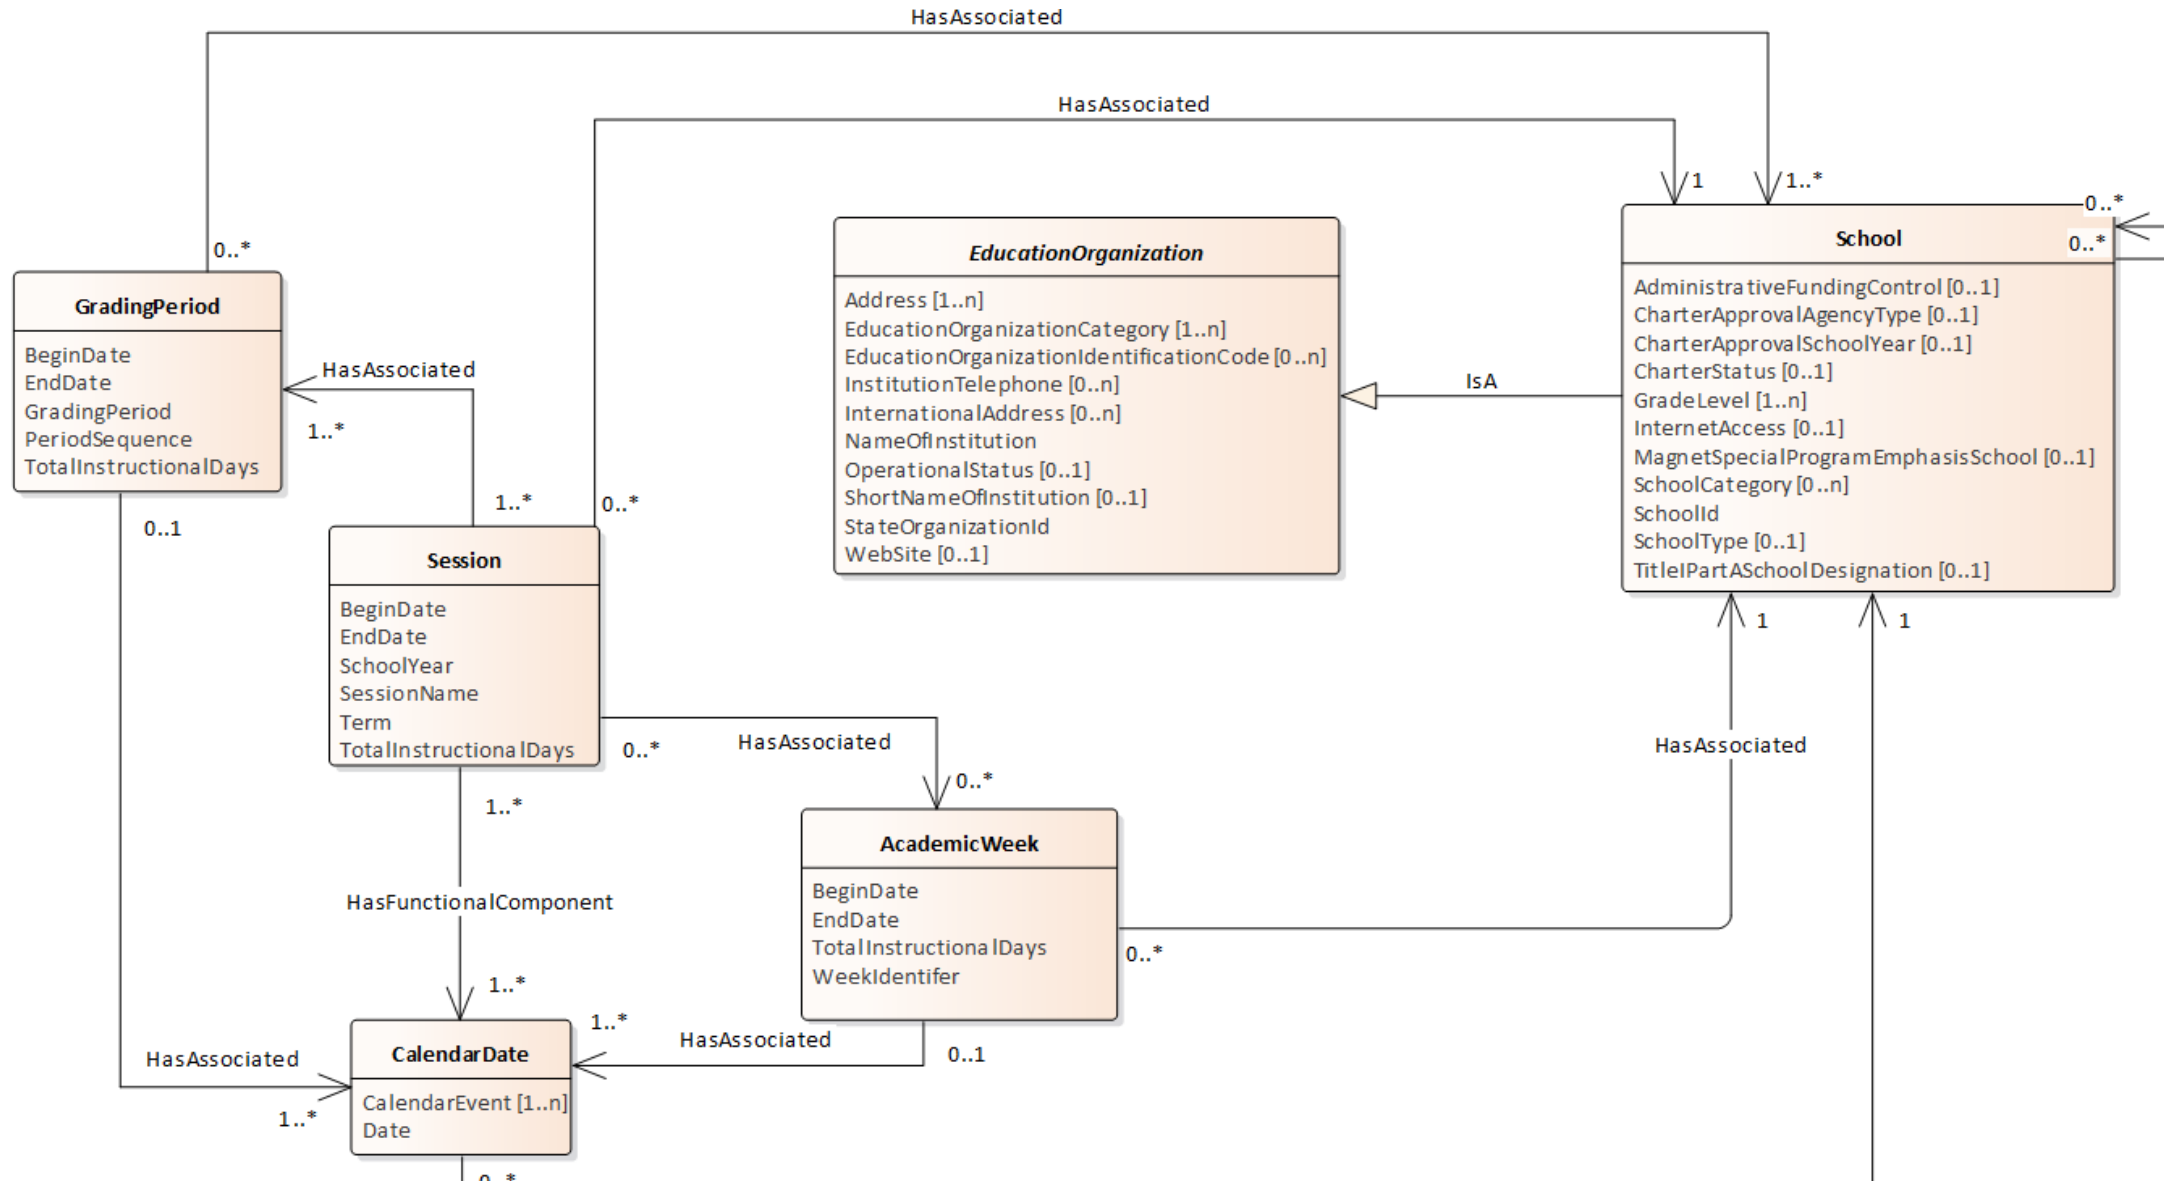 HasAssociated
HasAssociated
1
1..*
0..*
0..*
0..*
GradingPeriod
BeginDate
EndDate
GradingPeriod
PeriodSequence
TotalInstructionalDays
HasAssociated
1..*
0..1
1..*
0..*
EducationOrganization
Address [1..n]
EducationOrganizationCategory [1..n]
EducationOrganizationIdentificationCode [0..n]
InstitutionTelephone [0..n]
InternationalAddress [0..n]
NameOfInstitution
OperationalStatus [0..1]
ShortNameOfInstitution [0..1]
StateOrganizationId
WebSite [0..1]
IsA
School
AdministrativeFundingControl [0..1]
CharterApprovalAgencyType [0..1]
CharterApprovalSchoolYear [0..1]
CharterStatus [0..1]
GradeLevel [1..n]
InternetAccess [0..1]
MagnetSpecialProgramEmphasisSchool [0..1]
SchoolCategory [0..n]
SchoolId
SchoolType [0..1]
TitleIPartASchoolDesignation [0..1]
1
1
Session
BeginDate
EndDate
SchoolYear
SessionName
Term
TotalInstructionalDays
0..*
HasAssociated
0..*
HasAssociated
1..*
HasFunctionalComponent
1..*
AcademicWeek
BeginDate
EndDate
TotalInstructionalDays
WeekIdentifer
0..*
1..*
HasAssociated
0..1
HasAssociated
1..*
CalendarDate
CalendarEvent [1..n]
Date
0..*